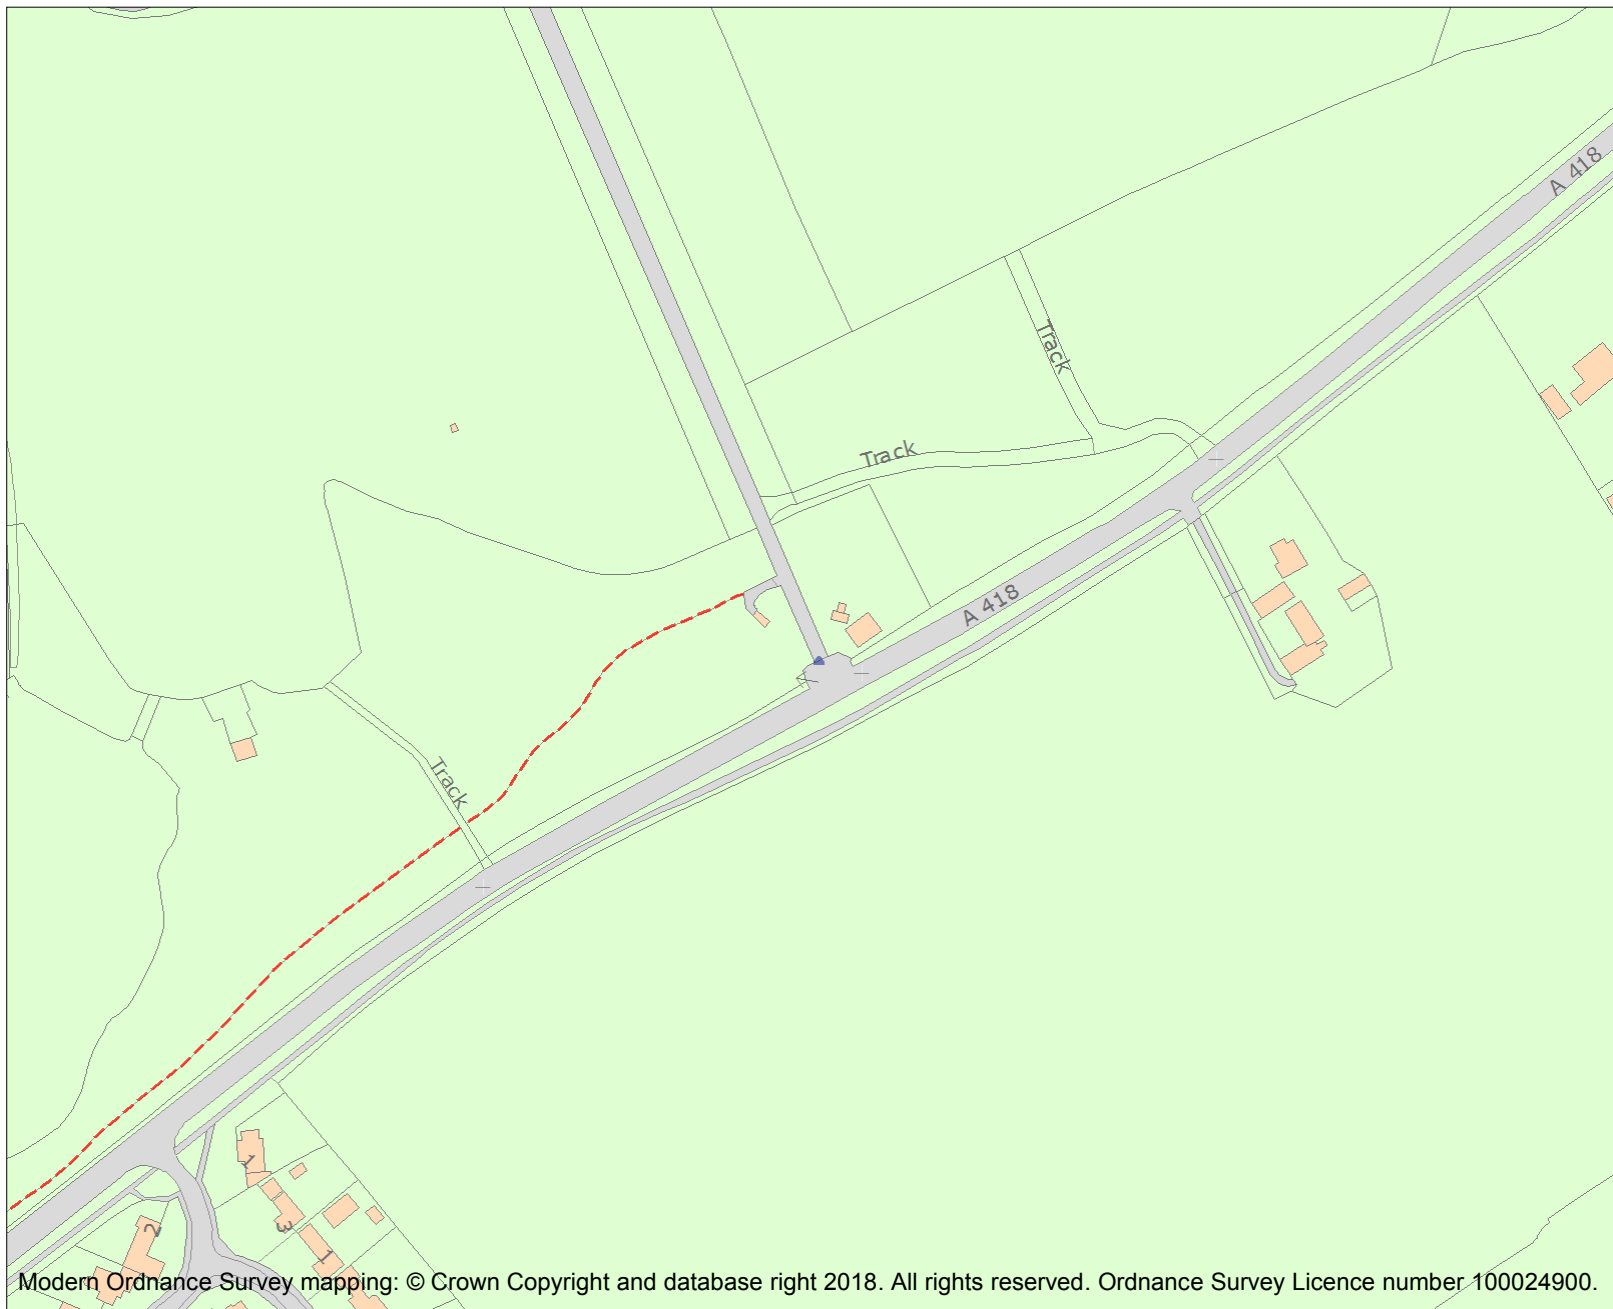 A 418
Track
Track
A 418
Track
1
2
3
1
Modern Ordnance Survey mapping: © Crown Copyright and database right 2018. All rights reserved. Ordnance Survey Licence number 100024900.